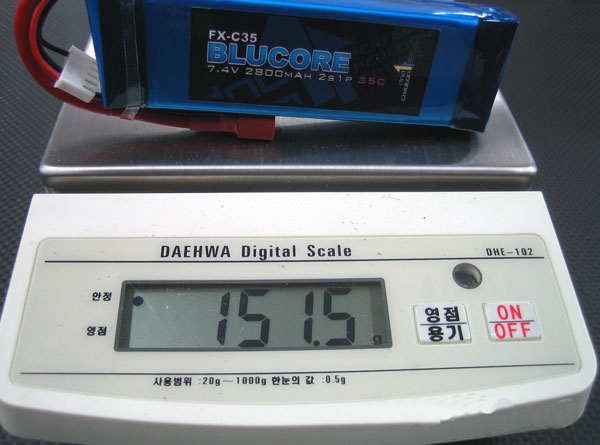 FX-C35
BLUCORE
7.4V 2800MAH 2S1P 35C
DAEHWA Digital Scale
DHE-102
안정
영점
151.5 g
영점
용기
ON
OFF
사용범위 :20g~1000g 한눈의 값 :0.5g